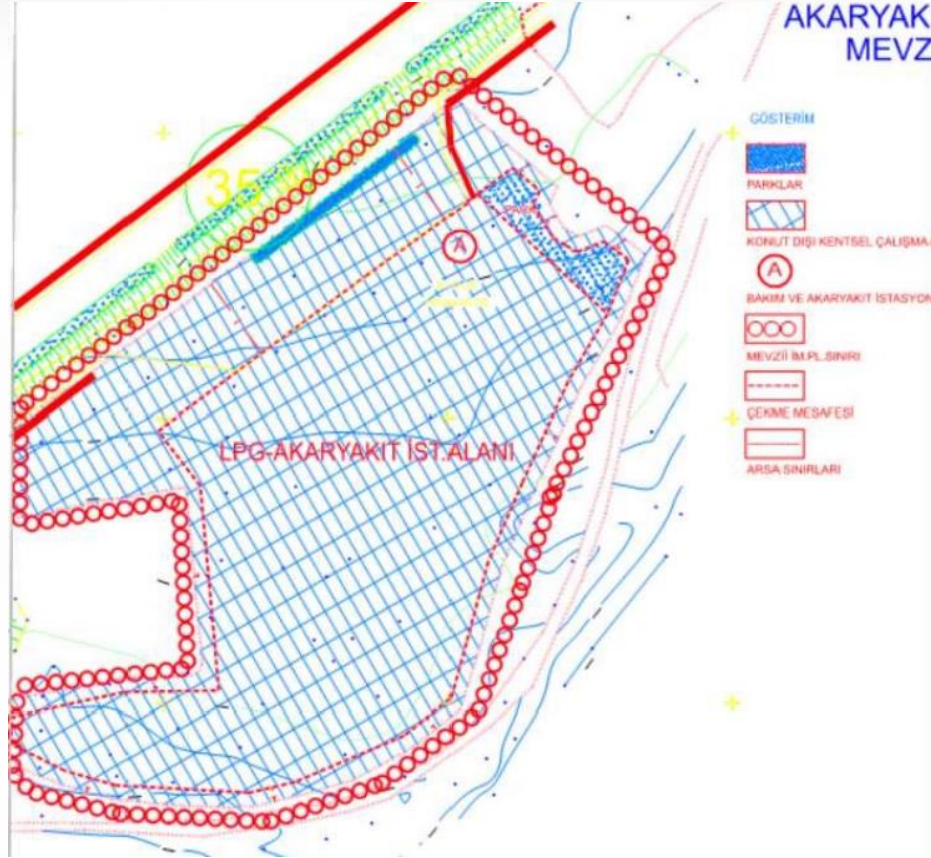 AKARYAK
MEVZ
GÖSTERİM
PARKLAR
KONUT DIŞI KENTSEL ÇALIŞMA
A
BAKIM VE AKARYAKIT İSTASYON
MEVZİİ İM.PL.SINIRI
ÇEKME MESAFESİ
ARSA SINIRLARI
35
PARK
A
LPG-AKARYAKIT İST.ALANI